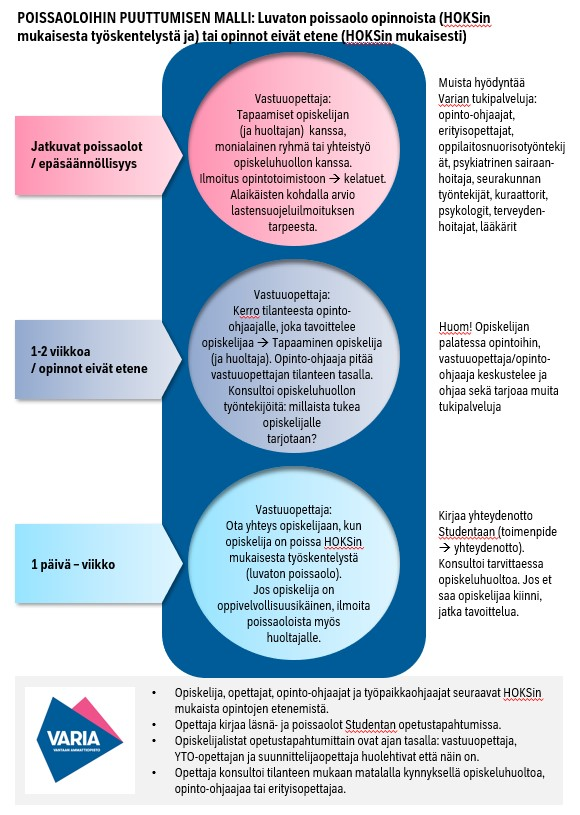 POISSAOLOIHIN PUUTTUMISEN MALLI: Luvaton poissaolo opinnoista (HOKSin
mukaisesta työskentelystä ja) tai opinnot eivät etene (HOKSin mukaisesti)
Jatkuvat poissaolot
/ epäsäännöllisyys
Vastuuopettaja:
Tapaamiset opiskelijan
(ja huoltajan) kanssa,
monialainen ryhmä tai yhteistyö
opiskeluhuollon kanssa.
Ilmoitus opintotoimistoon → kelatuet.
Alaikäisten kohdalla arvio
lastensuojeluilmoituksen
tarpeesta.
Muista hyödyntää
Varian tukipalveluja:
opinto-ohjaajat,
erityisopettajat,
oppilaitosnuorisotyöntekij
ät, psykiatrinen sairaan-
hoitaja, seurakunnan
työntekijät, kuraattorit,
psykologit, terveyden-
hoitajat, lääkärit
1-2 viikkoa
/ opinnot eivät etene
Vastuuopettaja:
Kerro tilanteesta opinto-
ohjaajalle, joka tavoittelee
opiskelijaa → Tapaaminen opiskelija
(ja huoltaja). Opinto-ohjaaja pitää
vastuuopettajan tilanteen tasalla.
Konsultoi opiskeluhuollon
työntekijöitä: millaista tukea
opiskelijalle
tarjotaan?
Huom! Opiskelijan
palatessa opintoihin,
vastuuopettaja/opinto-
ohjaaja keskustelee ja
ohjaa sekä tarjoaa muita
tukipalveluja
1 päivä – viikko
Vastuuopettaja:
Ota yhteys opiskelijaan, kun
opiskelija on poissa HOKSin
mukaisesta työskentelystä
(luvaton poissaolo).
Jos opiskelija on
oppivelvollisuusikäinen, ilmoita
poissaoloista myös
huoltajalle.
Kirjaa yhteydenotto
Studentaan (toimenpide
→ yhteydenotto).
Konsultoi tarvittaessa
opiskeluhuoltoa. Jos et
saa opiskelijaa kiinni,
jatka tavoittelua.
VARIA
VANTAAN AMMATTIOPISTO
• Opiskelija, opettajat, opinto-ohjaajat ja työpaikkaohjaajat seuraavat HOKSin
mukaista opintojen etenemistä.
• Opettaja kirjaa läsnä- ja poissaolot Studentan opetustapahtumissa.
• Opiskelijalistat opetustapahtumittain ovat ajan tasalla: vastuuopettaja,
YTO-opettajan ja suunnittelijaopettaja huolehtivat että näin on.
• Opettaja konsultoi tilanteen mukaan matalalla kynnyksellä opiskeluhuoltoa,
opinto-ohjaajaa tai erityisopettajaa.